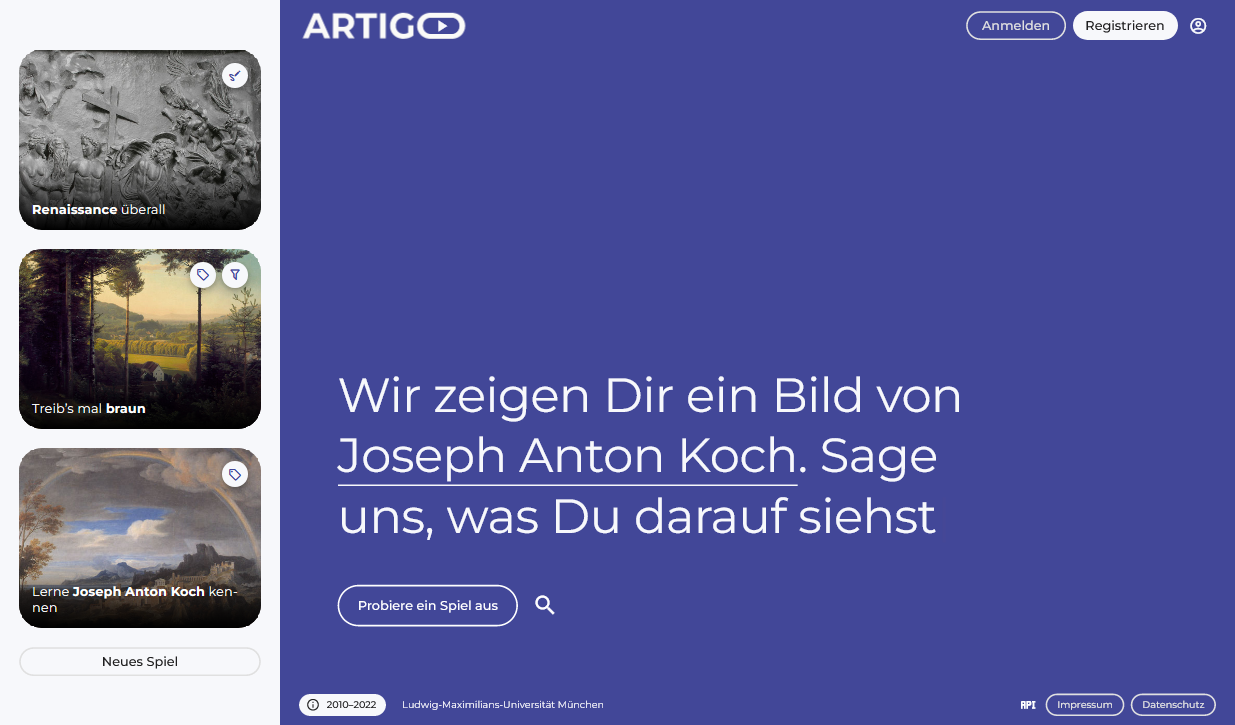 ARTIGO
Anmelden
Registrieren
Renaissance überall
Treib's mal braun
Lerne Joseph Anton Koch ken-
nen
Neues Spiel
Wir zeigen Dir ein Bild von
Joseph Anton Koch. Sage
uns, was Du darauf siehst
Probiere ein Spiel aus
2010–2022
Ludwig-Maximilians-Universität München
API
Impressum
Datenschutz